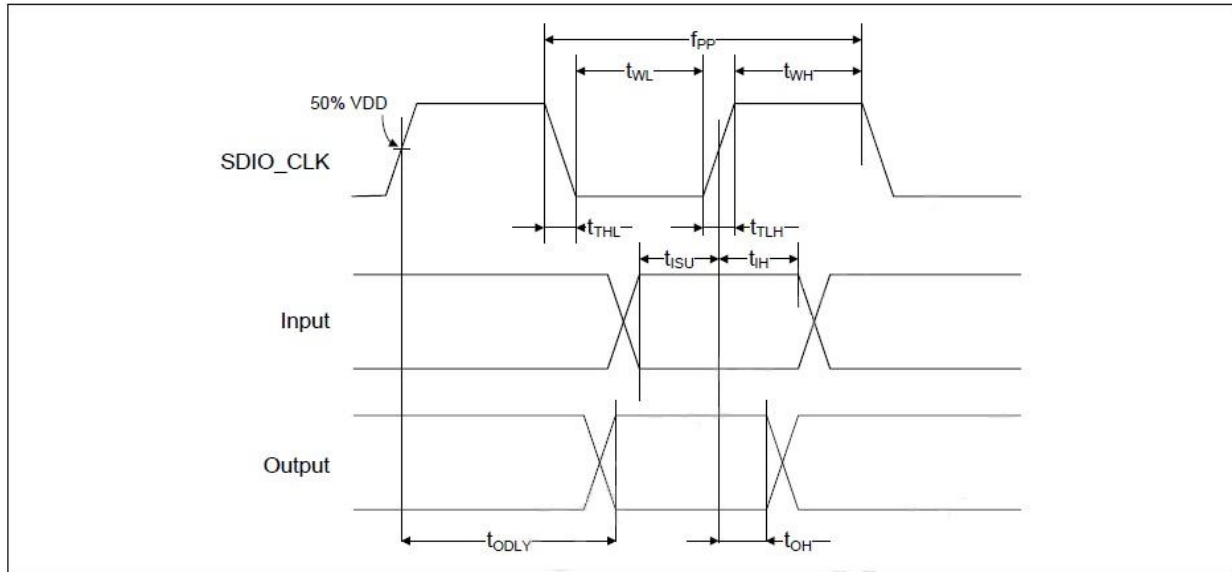 fPP
tWL
tWH
50% VDD
SDIO_CLK
tTHL
tTLH
tISU
tIH
Input
Output
tODLY
tOH